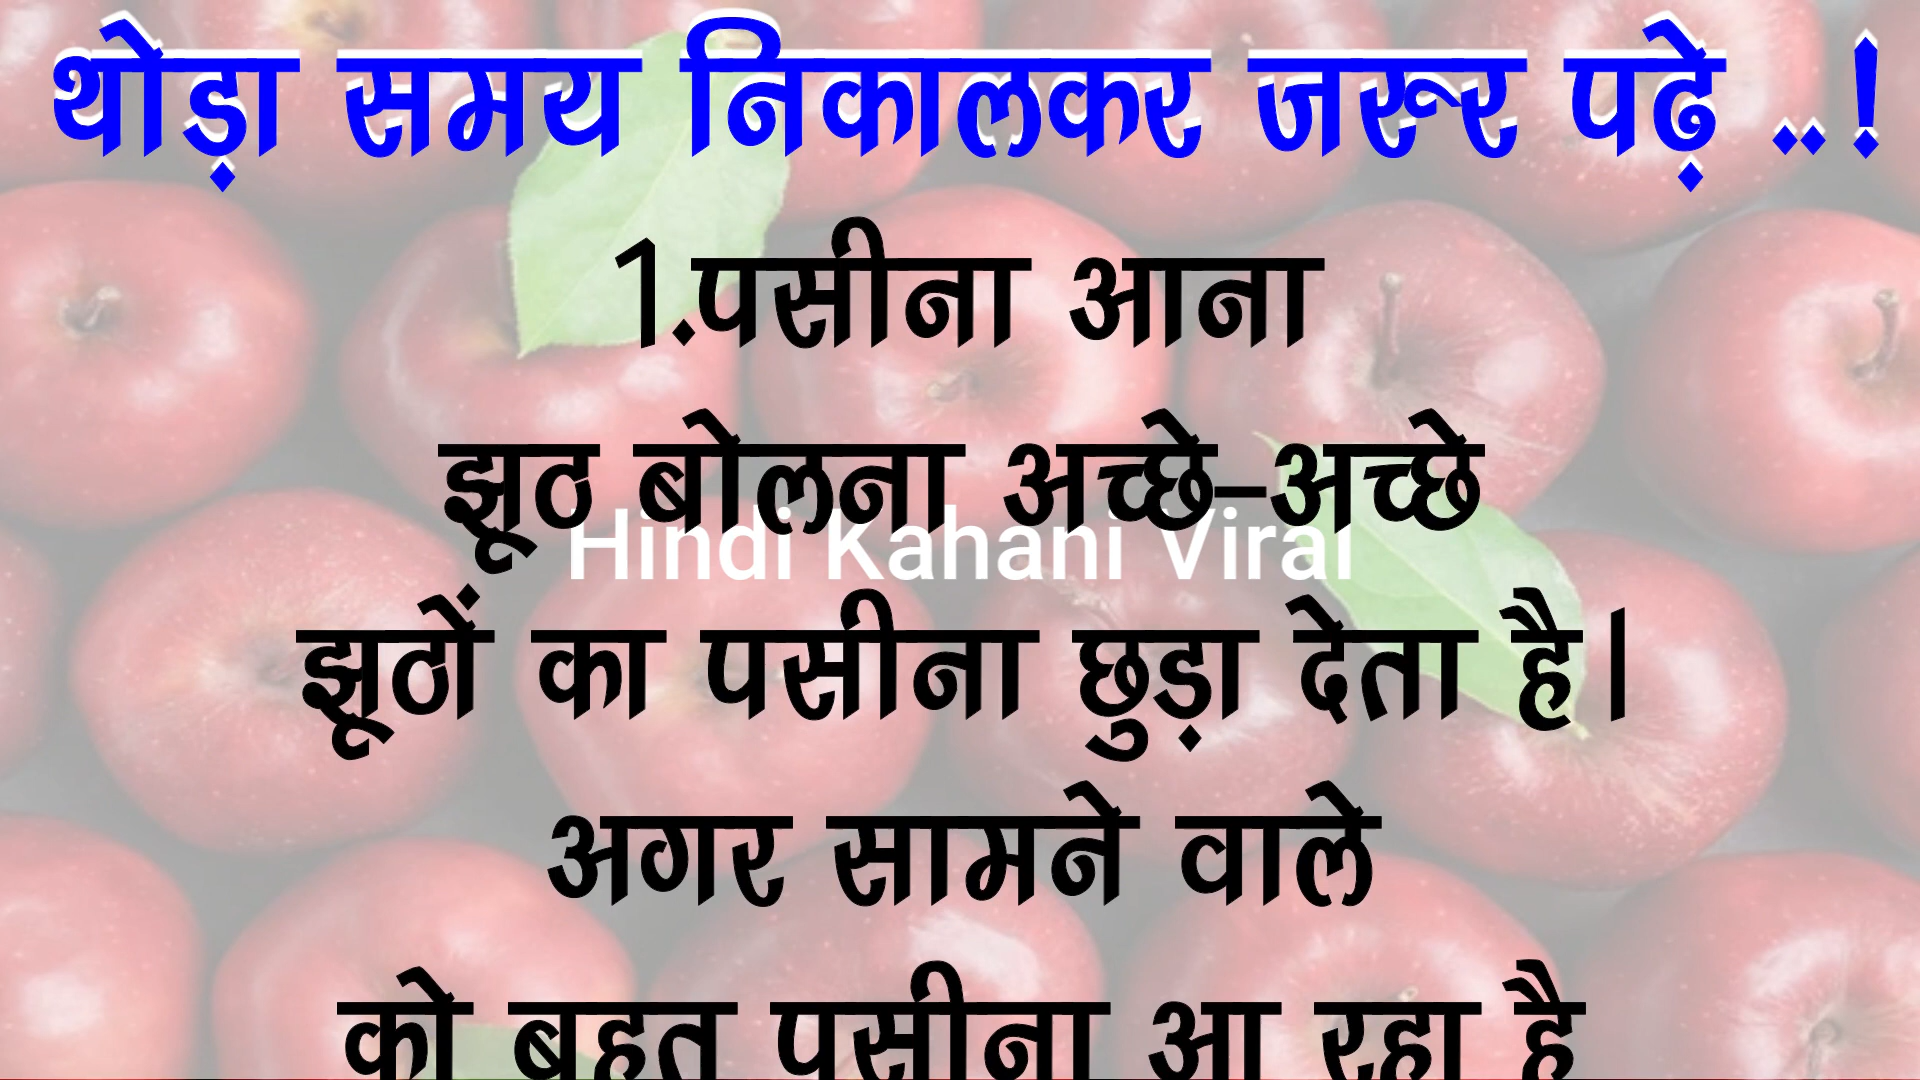 थोड़ा समय निकालकर जरूर पढ़े ..!
1.पसीना आना
झूठ बोलना अच्छे-अच्छे
Hindi Kahani Viral
झूठों का पसीना छुड़ा देता है।
अगर सामने वाले
को बहुत पसीना आ रहा है